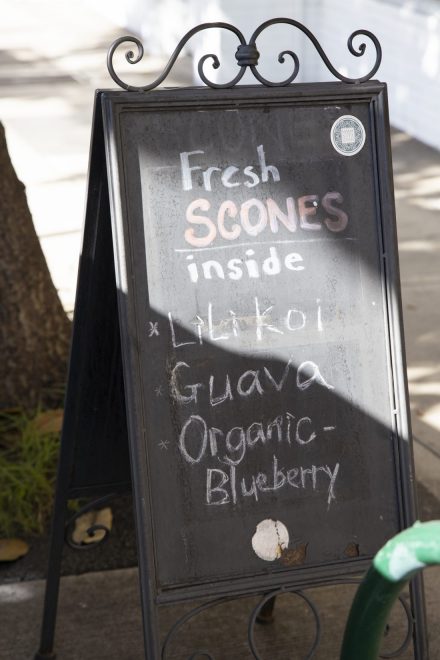 Fresh
SCONES
inside
* LiLiKoi
* Guava
* Organic-
Blueberry